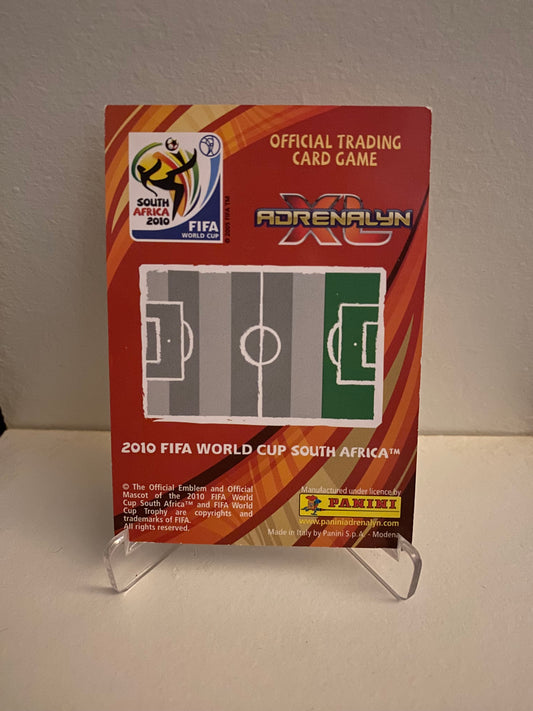 OFFICIAL TRADING
CARD GAME
SOUTH
AFRICA
2010
FIFA
WORLD CUP
© 2005 FIFA TM
ADRENALYN
XL
2010 FIFA WORLD CUP SOUTH AFRICA™
© The Official Emblem and Official
Mascot of the 2010 FIFA World
Cup South Africa™ and FIFA World
Cup Trophy are copyrights and
trademarks of FIFA.
All rights reserved.
Manufactured under licence by
PANINI
www.paniniadrenalyn.com
Made in Italy by Panini S.p.A. - Modena